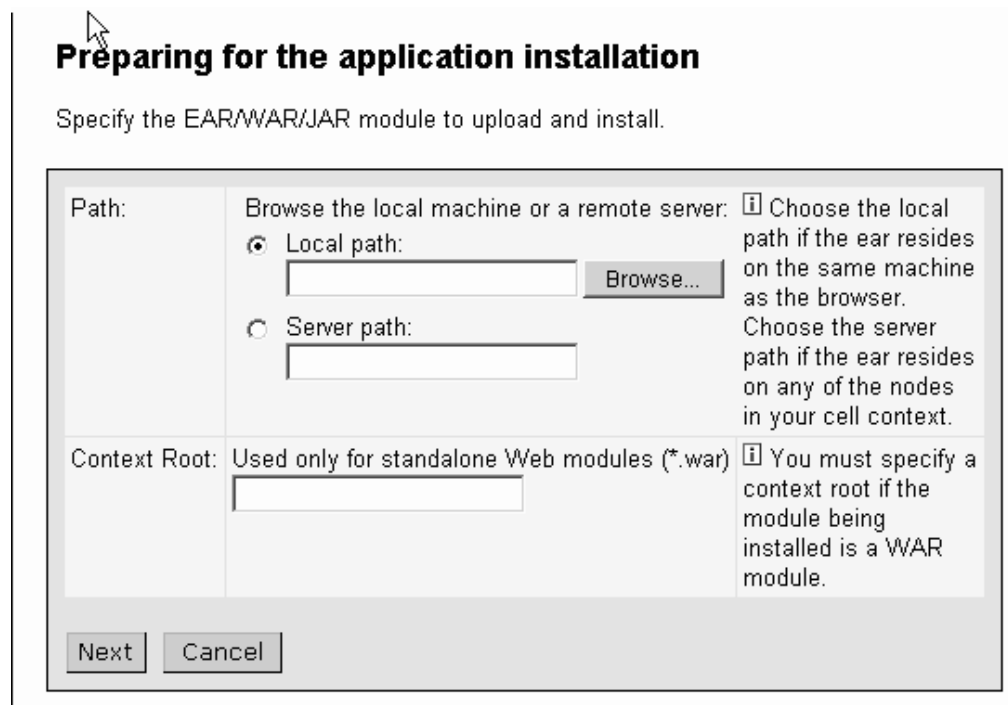 Preparing for the application installation
Specify the EAR/WAR/JAR module to upload and install.
Path:
Browse the local machine or a remote server:
Local path:
Browse...
Server path:
i Choose the local
path if the ear resides
on the same machine
as the browser.
Choose the server
path if the ear resides
on any of the nodes
in your cell context.
Context Root:
Used only for standalone Web modules (*.war)
i You must specify a
context root if the
module being
installed is a WAR
module.
Next
Cancel